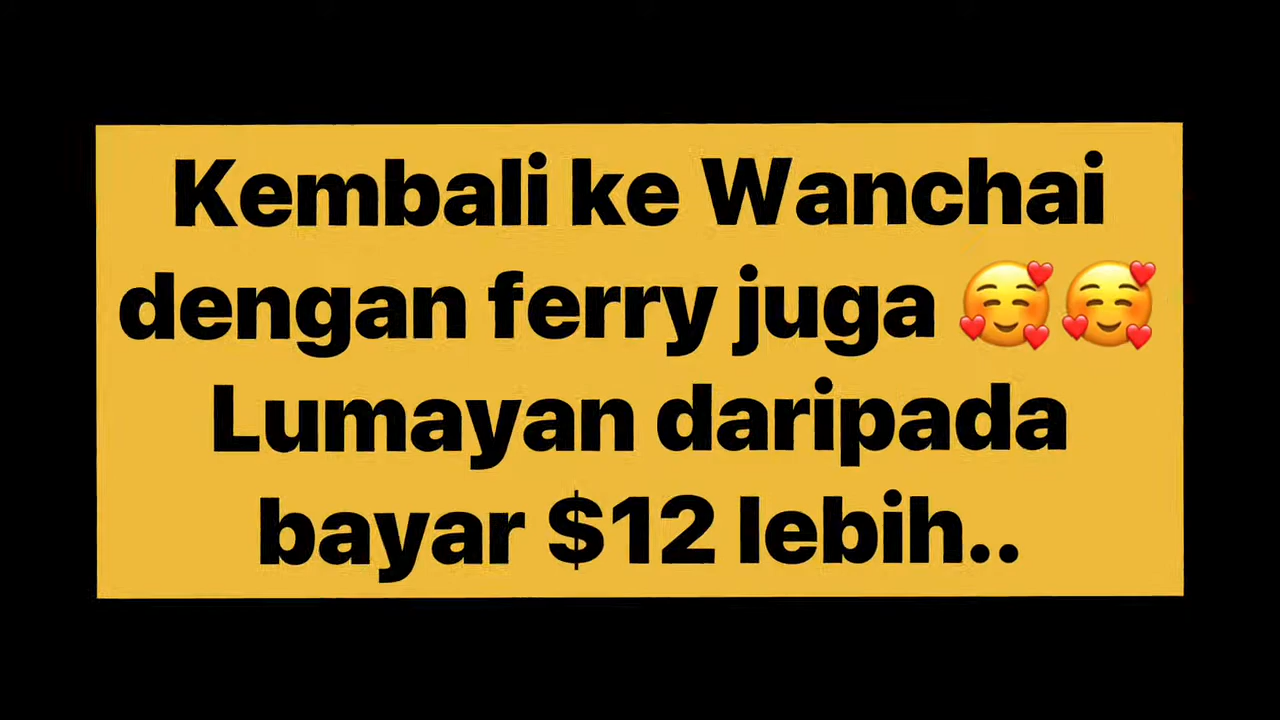 Kembali ke Wanchai
dengan ferry juga 🥰🥰
Lumayan daripada
bayar $12 lebih..